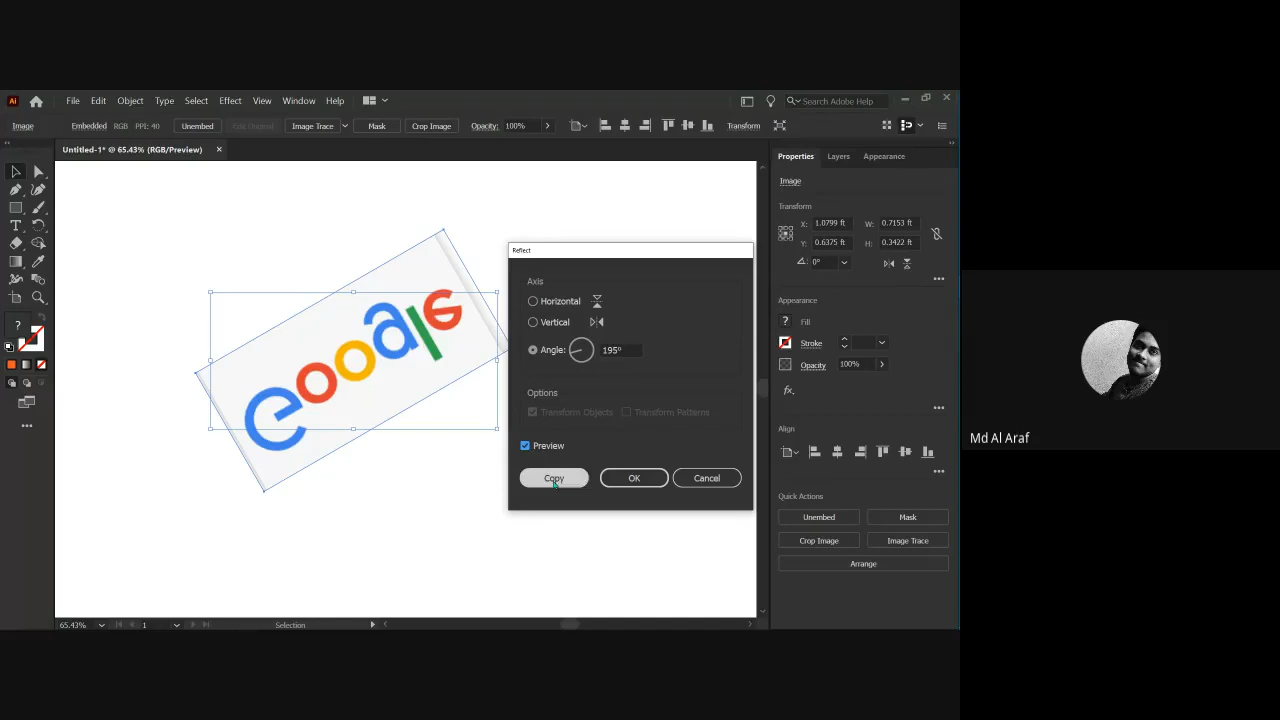 Ai File Edit Object Type Select Effect View Window Help Search Adobe Help
Image Embedded RGB PPI: 40 Unembed Edit Original Image Trace Mask Crop Image Opacity: 100% Transform
Untitled-1* @ 65.43% (RGB/Preview) ×
Properties Layers Appearance
Image
Transform
X: 1.0799 ft W: 0.7153 ft
Y: 0.6375 ft H: 0.3422 ft
0°
Appearance
? Fill
Stroke
Opacity 100%
fx.
Align
Quick Actions
Unembed Mask
Crop Image Image Trace
Arrange
Reflect
Axis
Horizontal
Vertical
Angle: 195º
Options
Transform Objects Transform Patterns
Preview
Copy OK Cancel
Google
65.43% 1 Selection
Md Al Araf